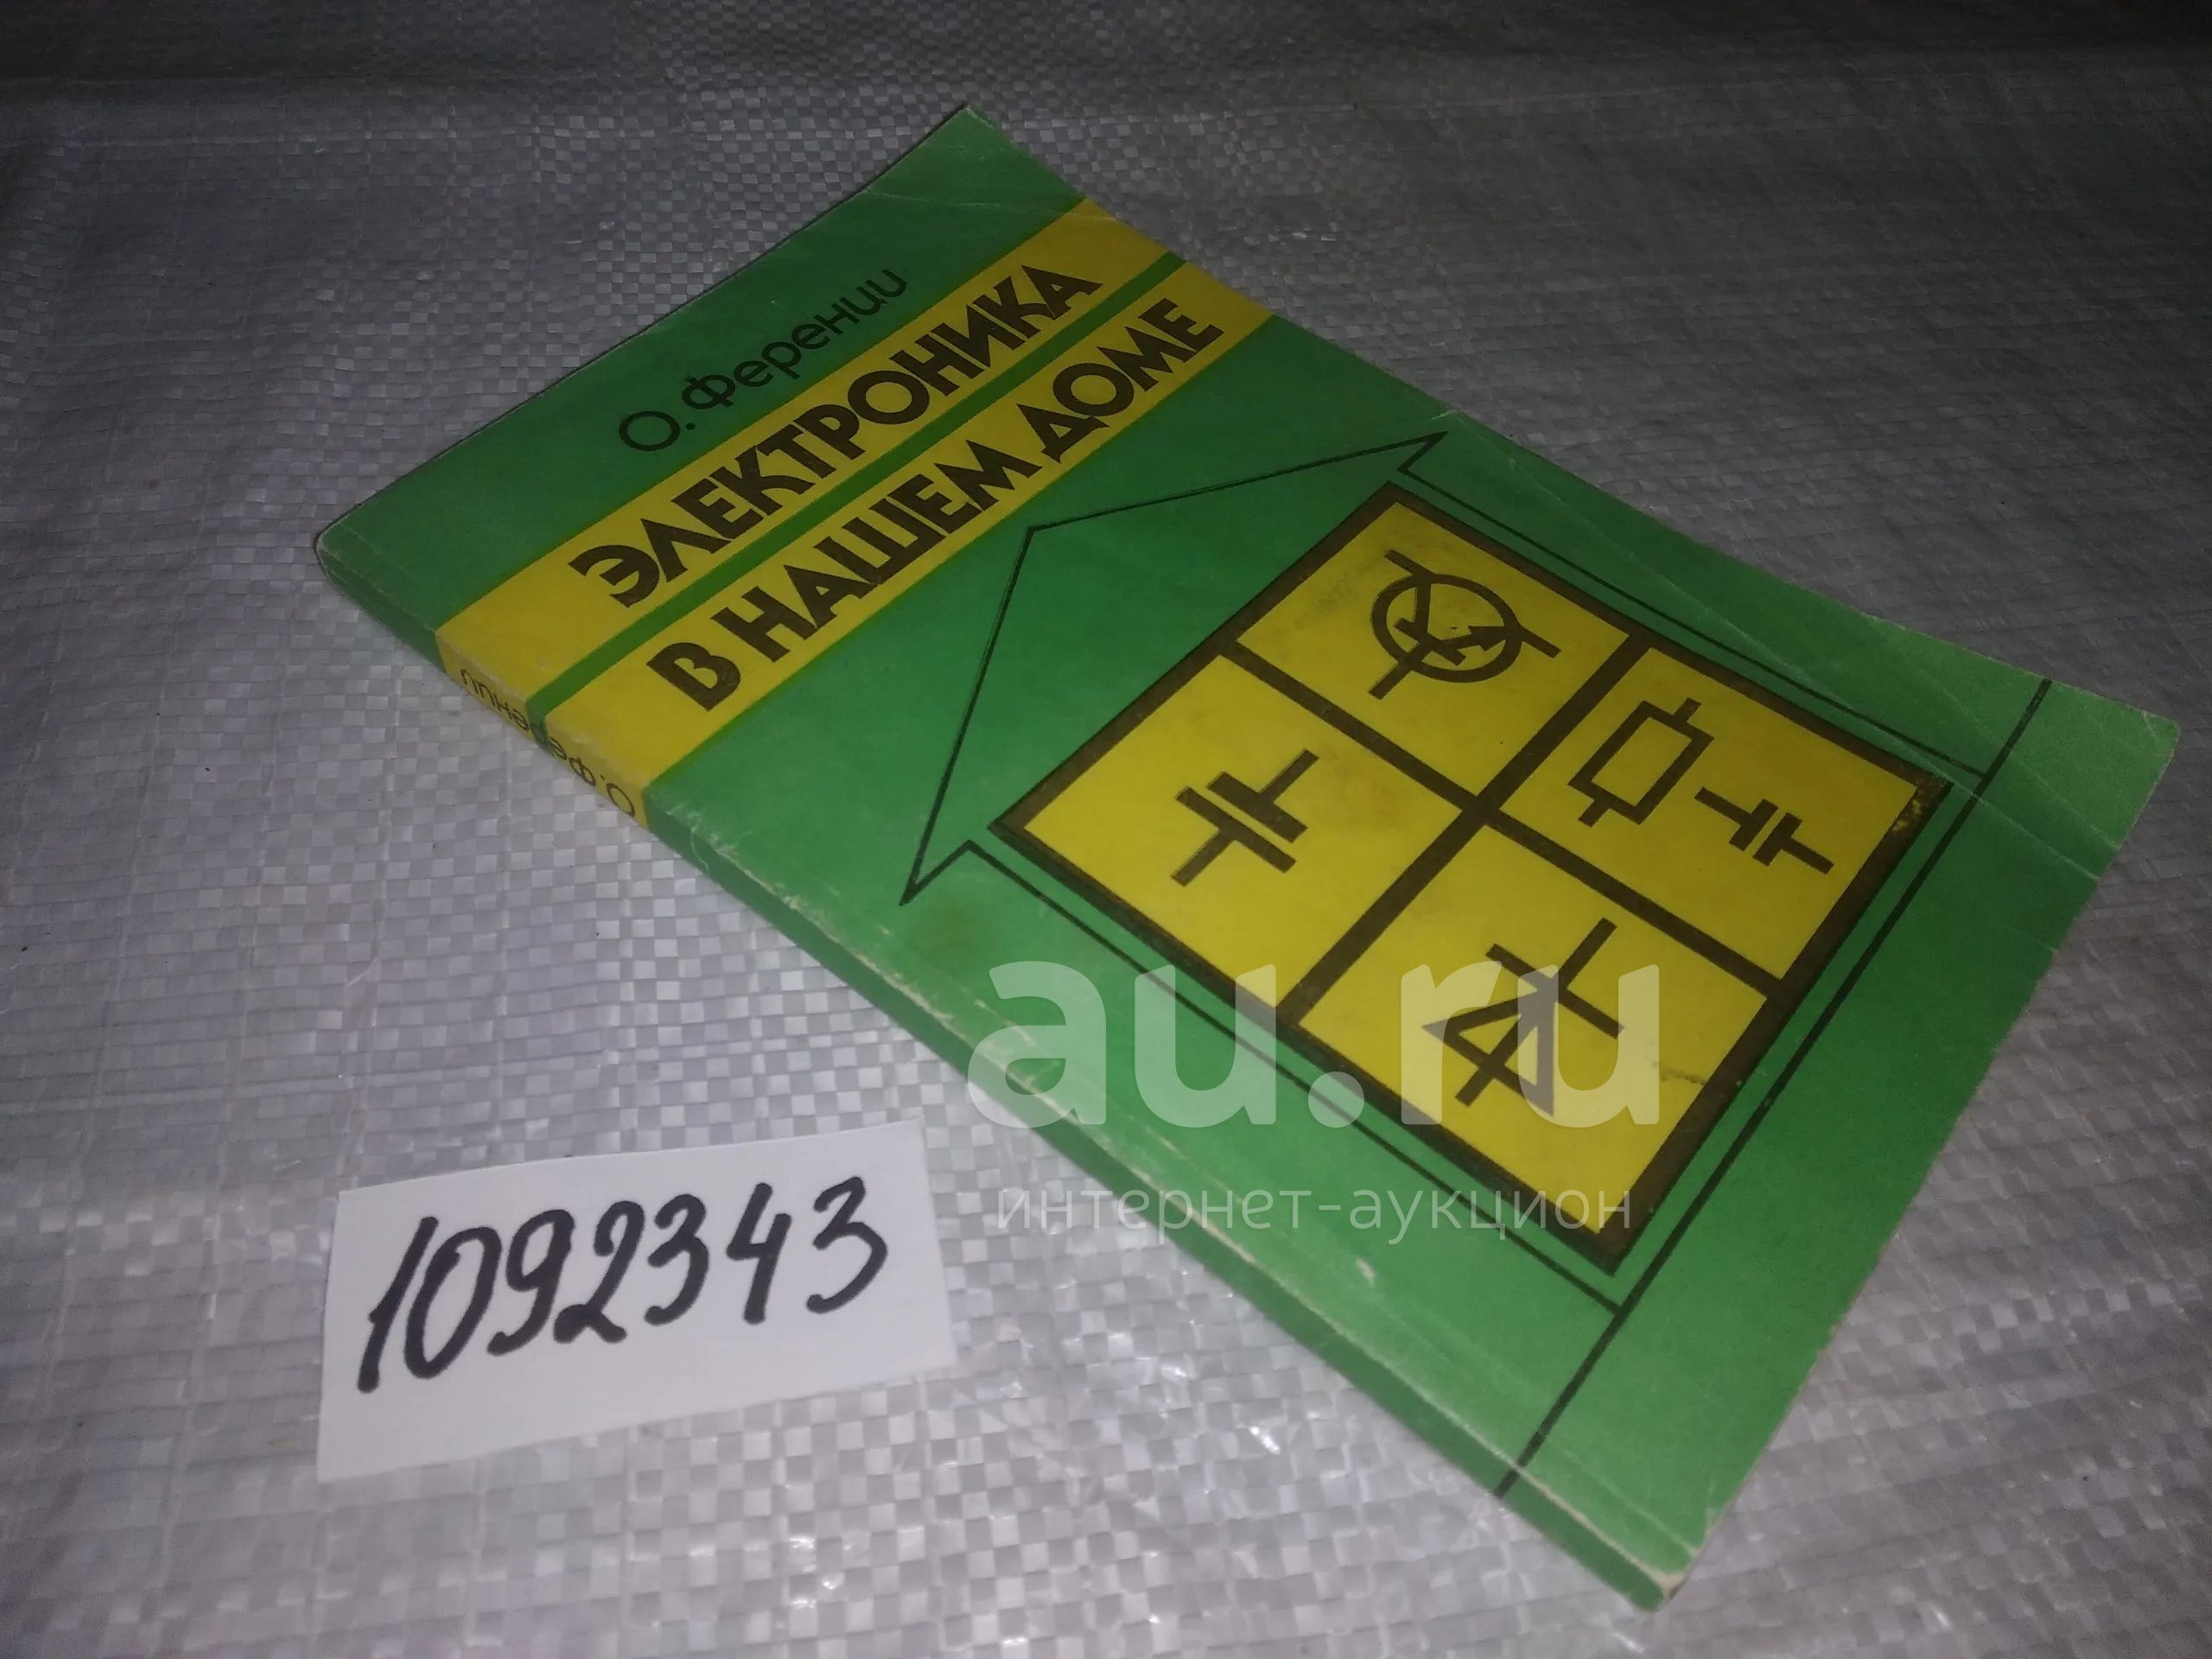 О. Ференци
ЭЛЕКТРОНИКА
В НАШЕМ ДОМЕ
О. Ференци
au.ru
интернет-аукцион
1092343